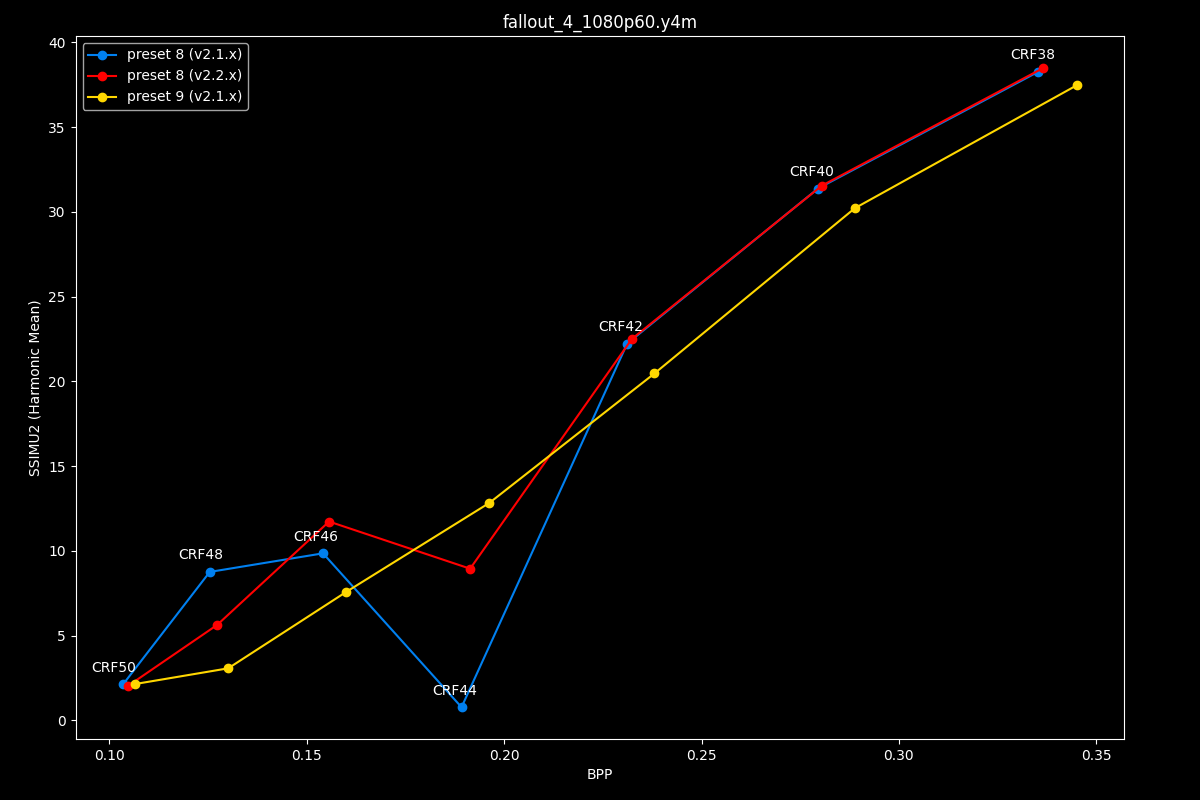 fallout_4_1080p60.y4m
preset 8 (v2.1.x)
preset 8 (v2.2.x)
preset 9 (v2.1.x)
CRF38
CRF40
CRF42
CRF46
CRF48
CRF50
CRF44
SSIMU2 (Harmonic Mean)
40
35
30
25
20
15
10
5
0
0.10 0.15 0.20 0.25 0.30 0.35
BPP